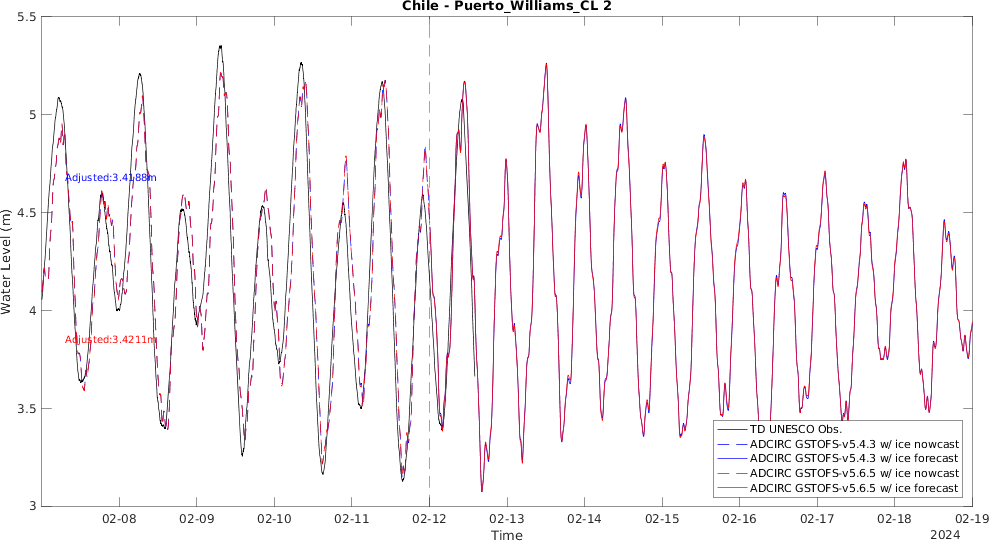 Chile - Puerto_Williams_CL 2
5.5
5
4.5
4
3.5
3
Water Level (m)
Adjusted:3.4188m
Adjusted:3.4211m
TD UNESCO Obs.
ADCIRC GSTOFS-v5.4.3 w/ ice nowcast
ADCIRC GSTOFS-v5.4.3 w/ ice forecast
ADCIRC GSTOFS-v5.6.5 w/ ice nowcast
ADCIRC GSTOFS-v5.6.5 w/ ice forecast
02-08 02-09 02-10 02-11 02-12 02-13 02-14 02-15 02-16 02-17 02-18 02-19
Time
2024